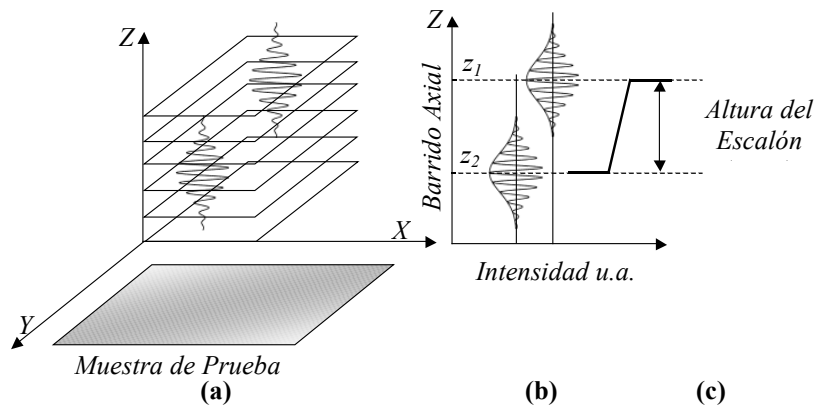 Z
X
Y
Muestra de Prueba
(a)
Z
Barrido Axial
z1
z2
Intensidad u.a.
(b)
Altura del
Escalón
(c)